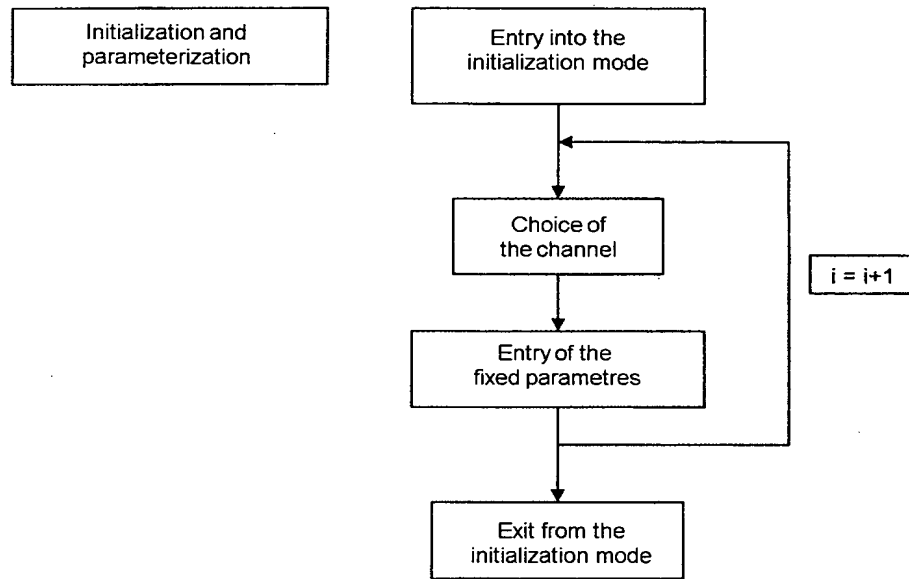 Initialization and
parameterization
Entry into the
initialization mode
Choice of
the channel
i = i+1
Entry of the
fixed parametres
Exit from the
initialization mode